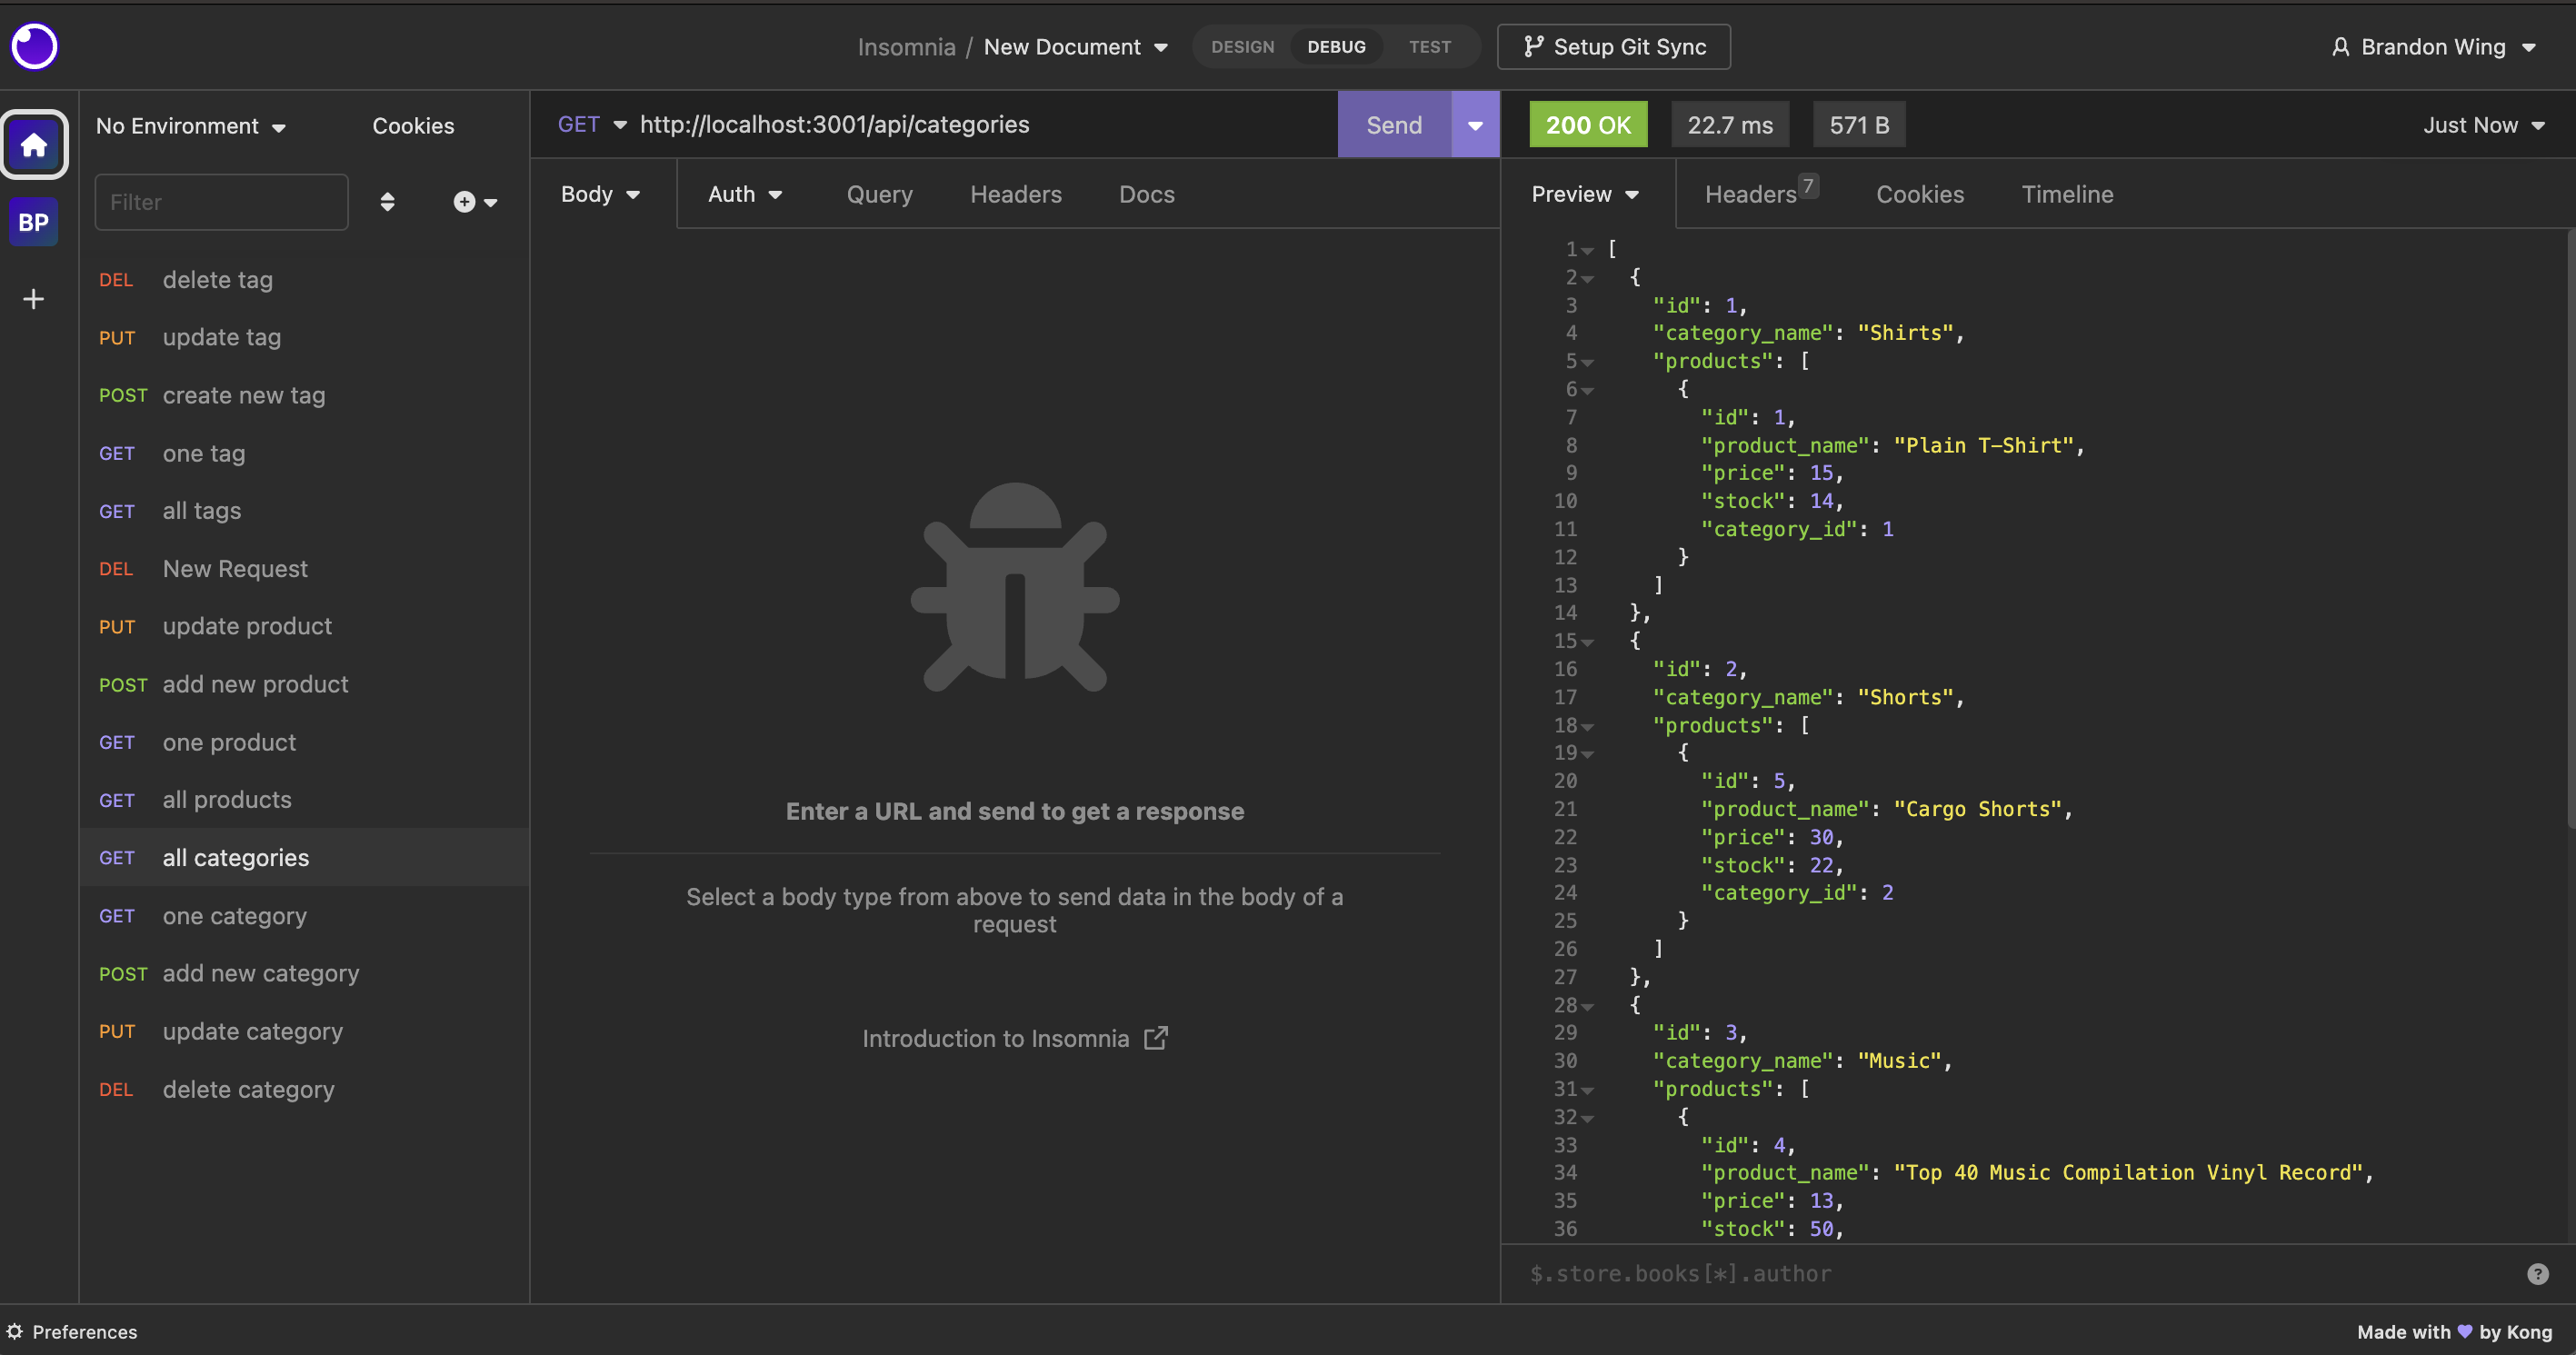 Insomnia / New Document
DESIGN DEBUG TEST
Setup Git Sync
Brandon Wing
BP
No Environment
Cookies
Filter
DEL delete tag
PUT update tag
POST create new tag
GET one tag
GET all tags
DEL New Request
PUT update product
POST add new product
GET one product
GET all products
GET all categories
GET one category
POST add new category
PUT update category
DEL delete category
GET http://localhost:3001/api/categories
Send
Body Auth Query Headers Docs
Enter a URL and send to get a response
Select a body type from above to send data in the body of a
request
Introduction to Insomnia
200 OK 22.7 ms 571 B
Just Now
Preview Headers 7 Cookies Timeline
1 [
2 {
3 "id": 1,
4 "category_name": "Shirts",
5 "products": [
6 {
7 "id": 1,
8 "product_name": "Plain T-Shirt",
9 "price": 15,
10 "stock": 14,
11 "category_id": 1
12 }
13 ]
14 },
15 {
16 "id": 2,
17 "category_name": "Shorts",
18 "products": [
19 {
20 "id": 5,
21 "product_name": "Cargo Shorts",
22 "price": 30,
23 "stock": 22,
24 "category_id": 2
25 }
26 ]
27 },
28 {
29 "id": 3,
30 "category_name": "Music",
31 "products": [
32 {
33 "id": 4,
34 "product_name": "Top 40 Music Compilation Vinyl Record",
35 "price": 13,
36 "stock": 50,
$.store.books[*].author
?
Preferences
Made with 💜 by Kong